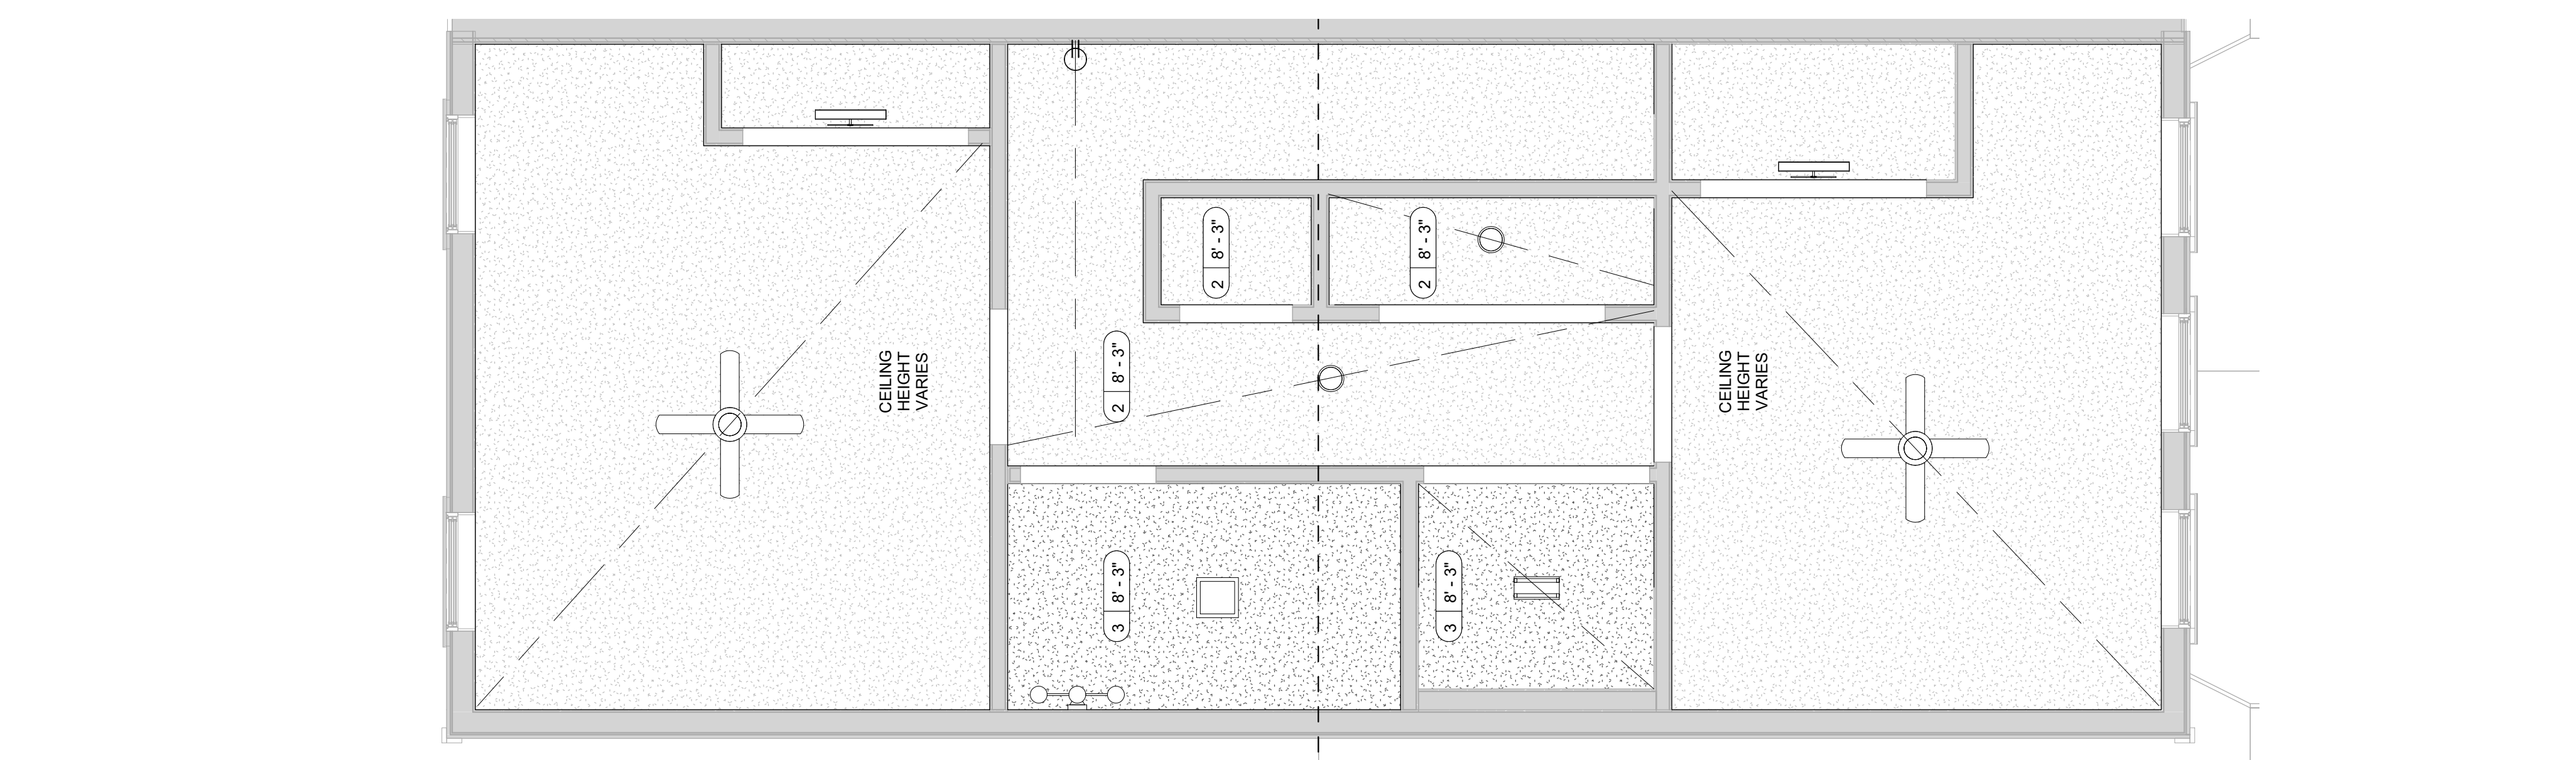 CEILING
HEIGHT
VARIES
2 8' - 3"
2 8' - 3"
2 8' - 3"
3 8' - 3"
3 8' - 3"
CEILING
HEIGHT
VARIES